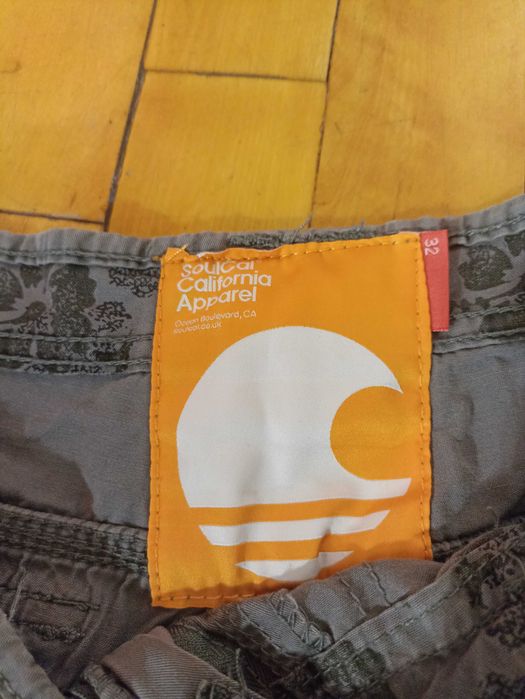 SoulCal
California
Apparel
Ocean Boulevard, CA
soulcal.co.uk
32